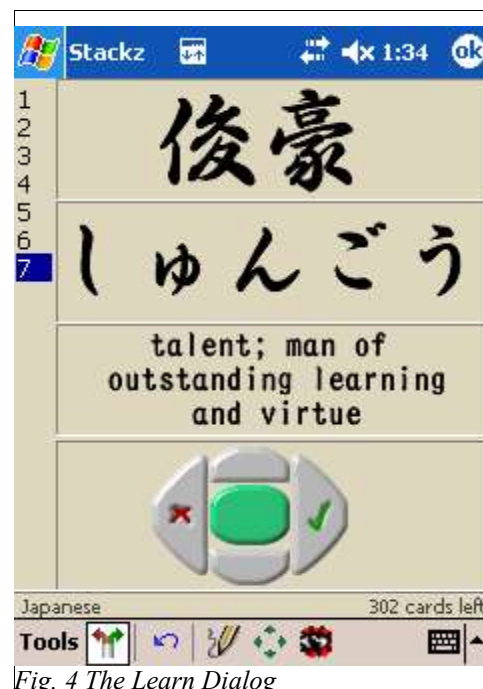 Stackz 1:34 ok
1
2
3
4
5
6
7
俊豪
しゅんごう
talent; man of
outstanding learning
and virtue
Japanese 302 cards left
Tools
Fig. 4 The Learn Dialog